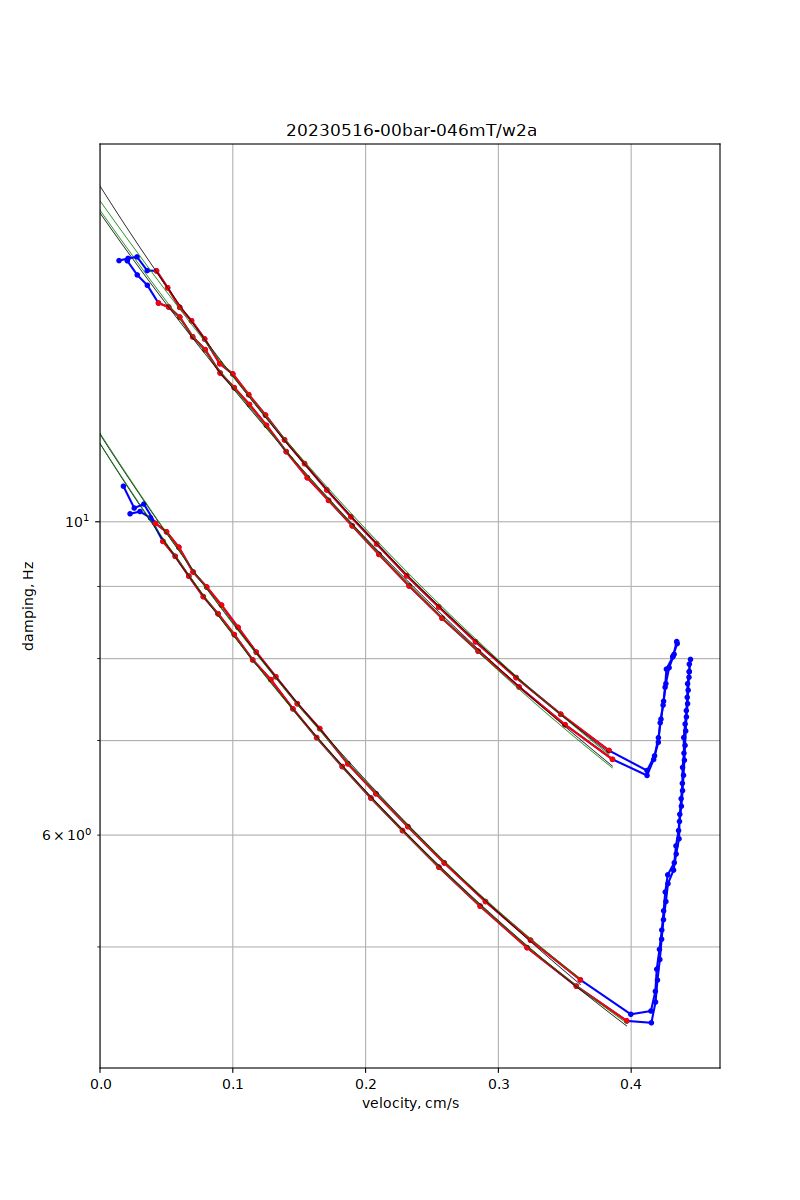 20230516-00bar-046mT/w2a
damping, Hz
10¹
6 × 10⁰
0.0 0.1 0.2 0.3 0.4
velocity, cm/s